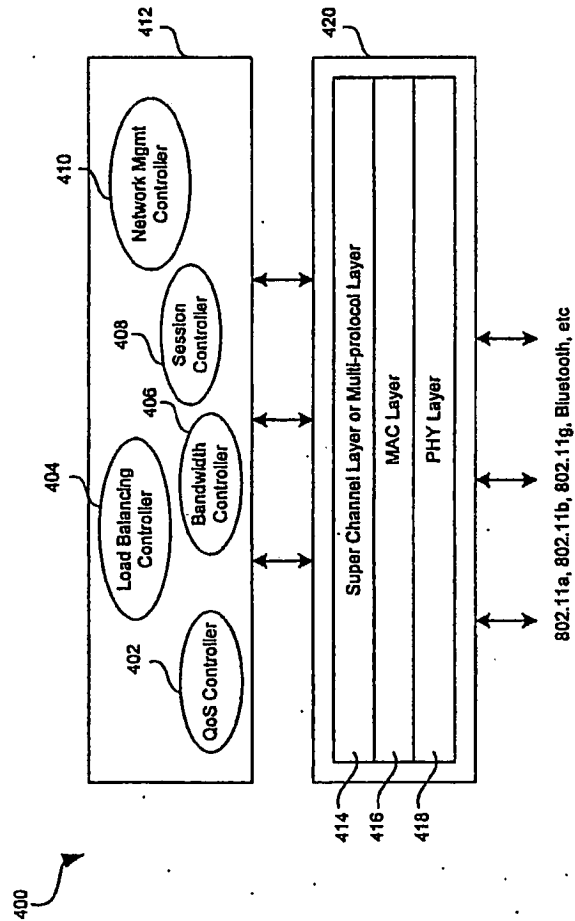 400
412
410
Network Mgmt
Controller
408
Session
Controller
404
Load Balancing
Controller
406
Bandwidth
Controller
402
QoS Controller
420
Super Channel Layer or Multi-protocol Layer
MAC Layer
PHY Layer
414
416
418
802.11a, 802.11b, 802.11g, Bluetooth, etc